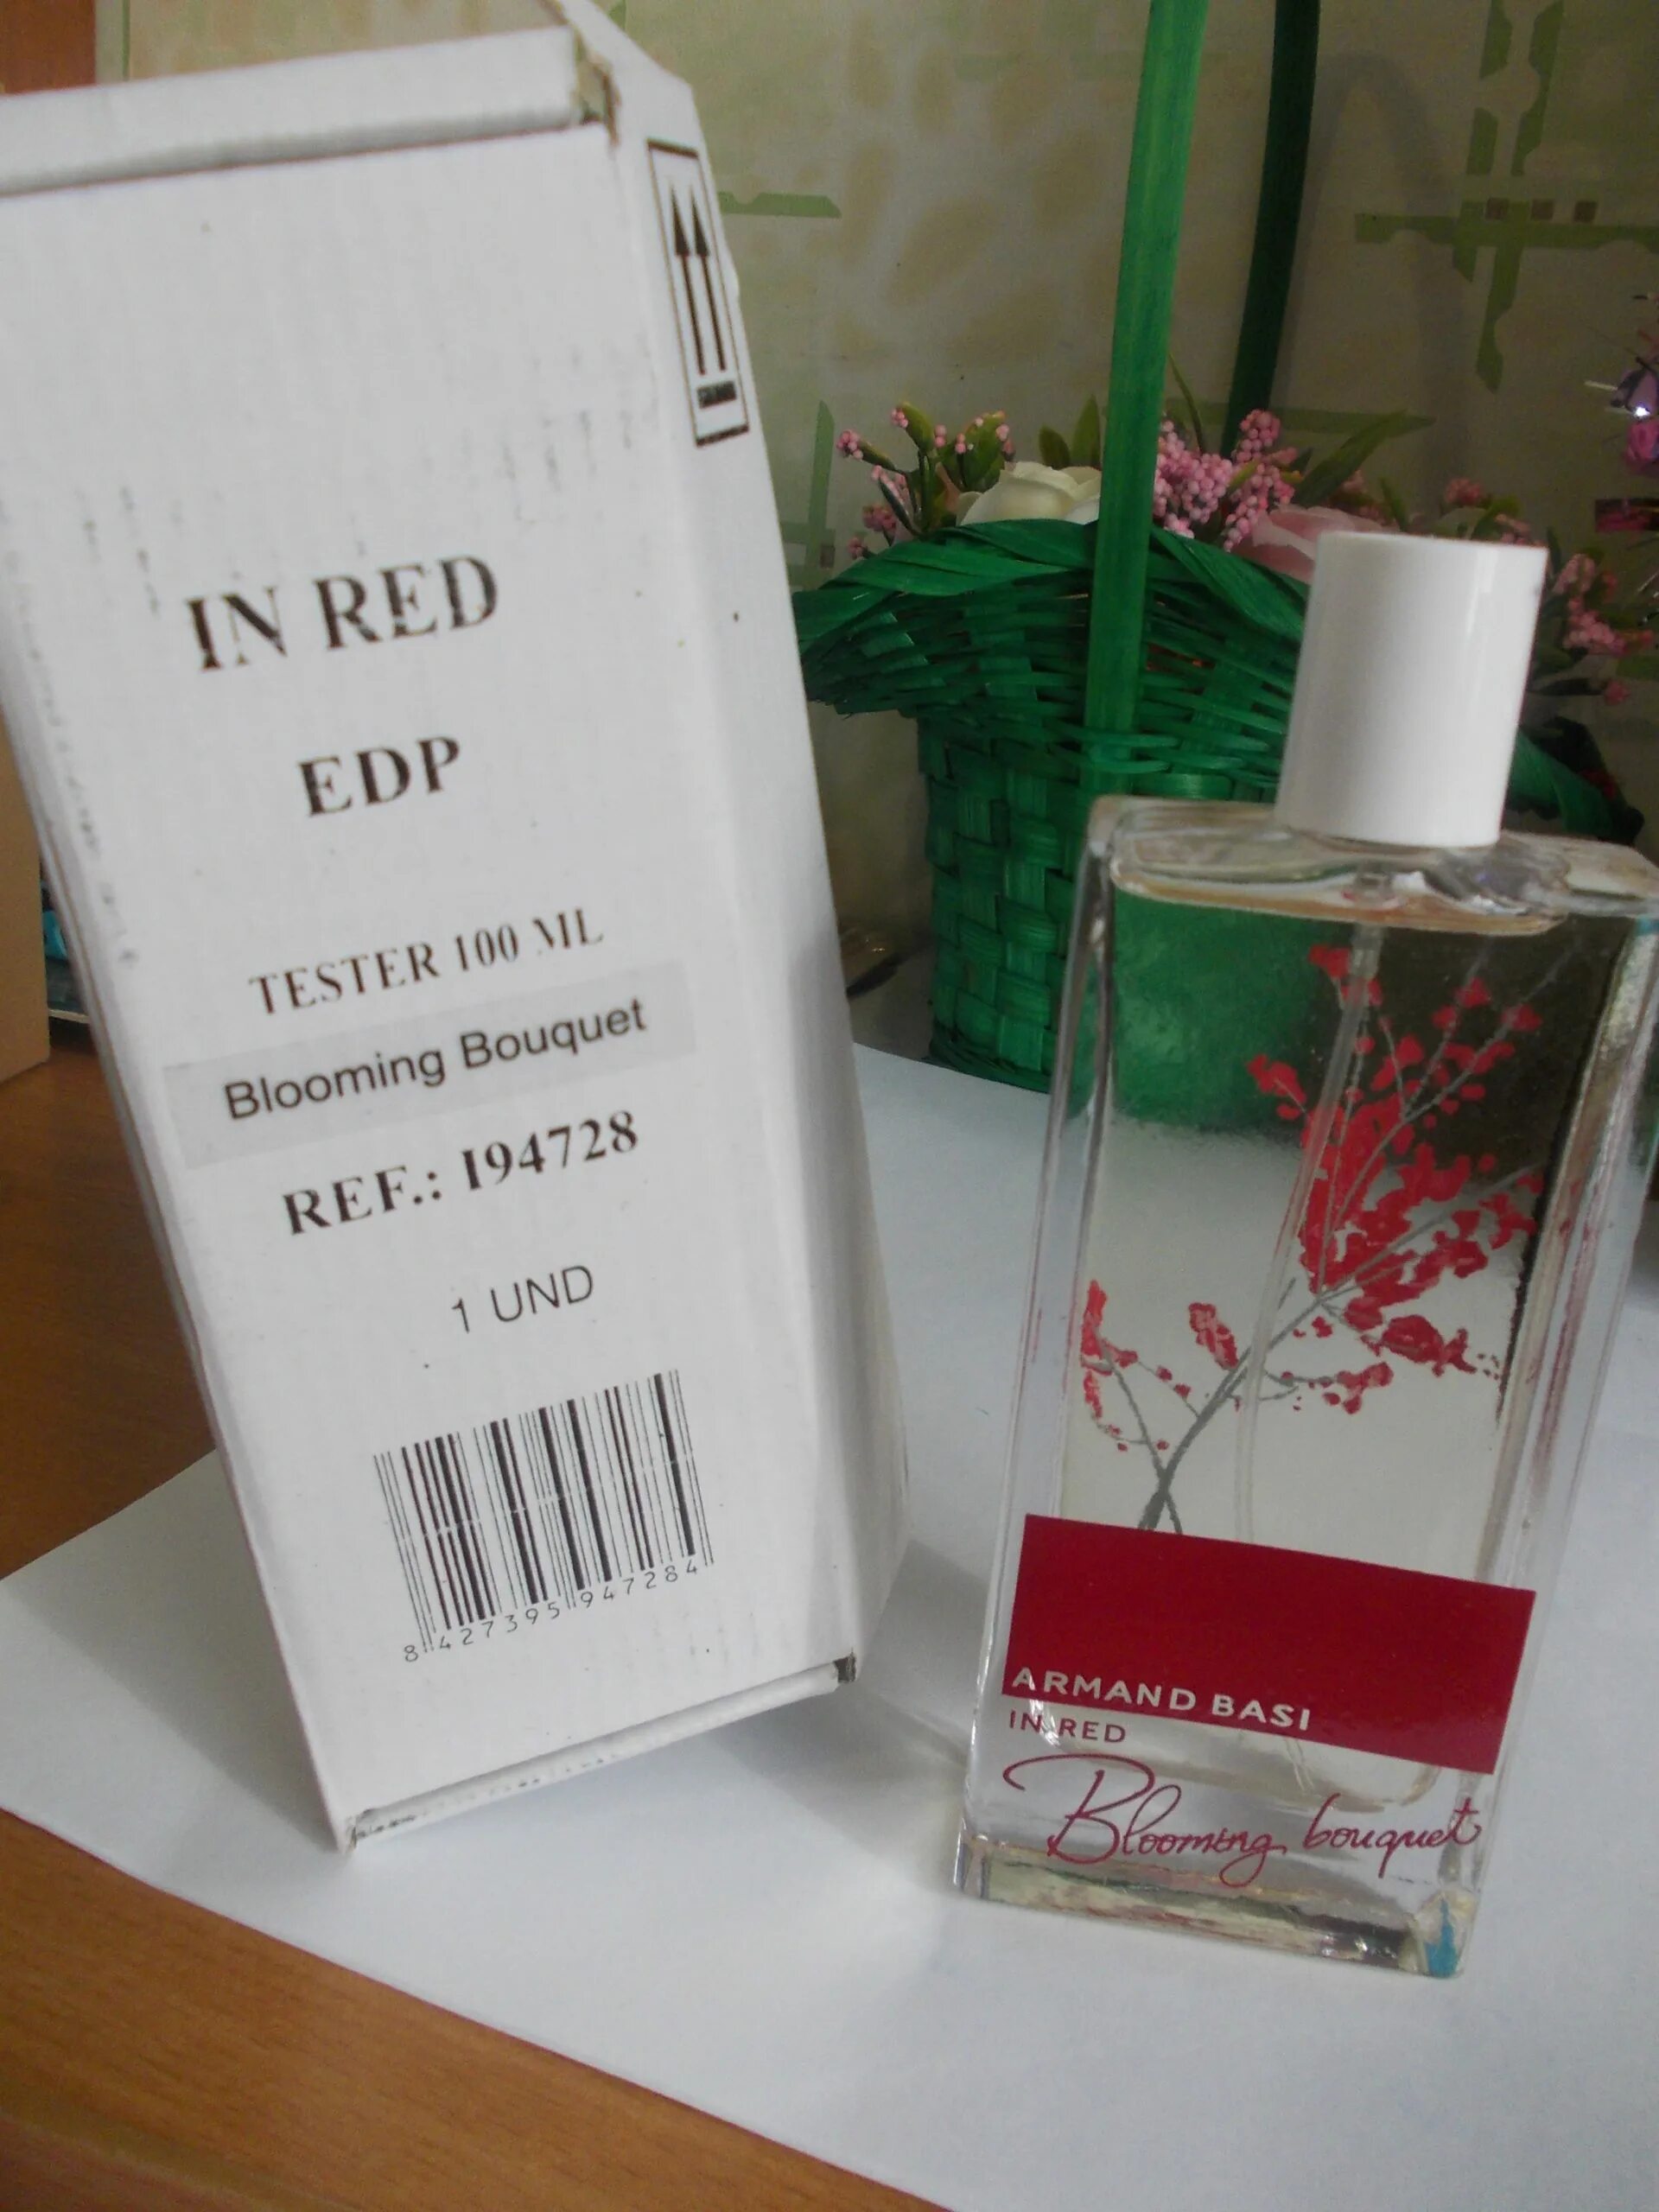 IN RED
EDP
TESTER 100 ML
Blooming Bouquet
REF.: I94728
1 UND
8 427395 947284
ARMAND BASI
IN RED
Blooming bouquet